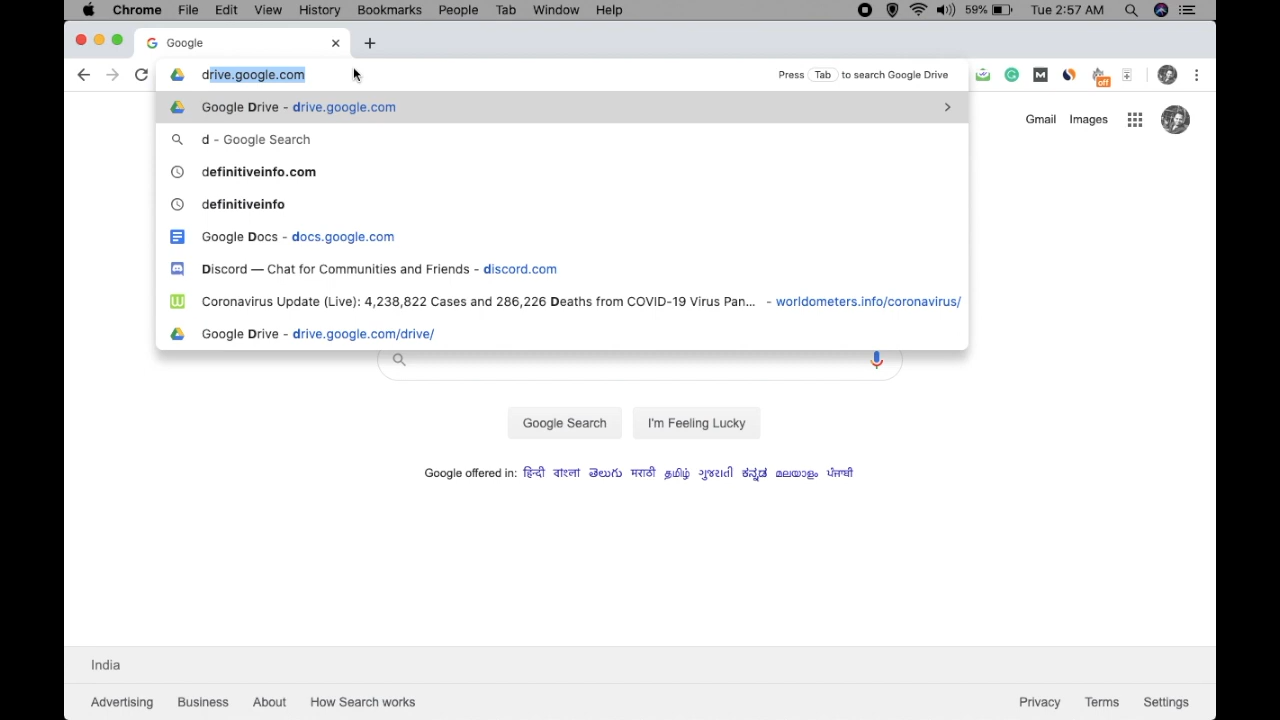 Chrome File Edit View History Bookmarks People Tab Window Help 59% Tue 2:57 AM
Google
drive.google.com Press Tab to search Google Drive M off
Google Drive - drive.google.com
Gmail Images
d - Google Search
definitiveinfo.com
definitiveinfo
Google Docs - docs.google.com
Discord — Chat for Communities and Friends - discord.com
Coronavirus Update (Live): 4,238,822 Cases and 286,226 Deaths from COVID-19 Virus Pan... - worldometers.info/coronavirus/
Google Drive - drive.google.com/drive/
Google Search I'm Feeling Lucky
Google offered in: हिन्दी বাংলা తెలుగు मराठी தமிழ் ગુજરાતી ಕನ್ನಡ മലയാളം ਪੰਜਾਬੀ
India
Advertising Business About How Search works Privacy Terms Settings